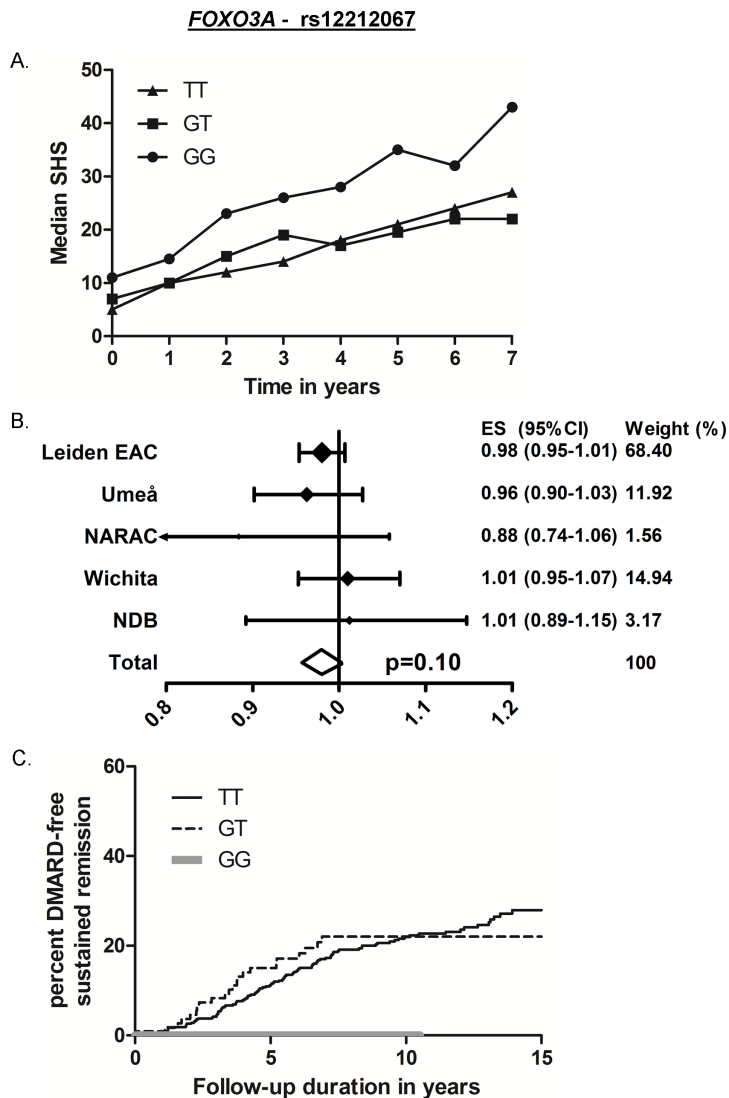 FOXO3A - rs12212067
A.
50
40
30
20
10
0
Median SHS
TT
GT
GG
0 1 2 3 4 5 6 7
Time in years
B.
ES (95%CI) Weight (%)
Leiden EAC 0.98 (0.95-1.01) 68.40
Umeå 0.96 (0.90-1.03) 11.92
NARAC 0.88 (0.74-1.06) 1.56
Wichita 1.01 (0.95-1.07) 14.94
NDB 1.01 (0.89-1.15) 3.17
Total p=0.10 100
0.8 0.9 1.0 1.1 1.2
C.
60
40
20
0
percent DMARD-free
sustained remission
TT
GT
GG
0 5 10 15
Follow-up duration in years